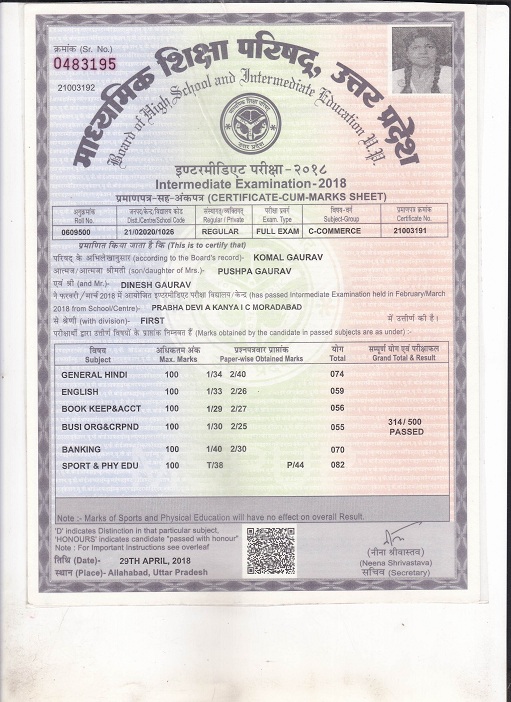 क्रमांक (Sr. No.)
0483195
21003192
माध्यमिक शिक्षा परिषद, उत्तर प्रदेश
Board of High School and Intermediate Education U.P.
इण्टरमीडिएट परीक्षा - २०१८
Intermediate Examination - 2018
प्रमाणपत्र-सह-अंकपत्र (CERTIFICATE-CUM-MARKS SHEET)
अनुक्रमांक जनपद/केन्द्र/विद्यालय कोड संस्थागत/व्यक्तिगत परीक्षा प्रवर्ग विषय-वर्ग प्रमाणपत्र क्रमांक
Roll No. Dist./Centre/School Code Regular / Private Exam. Type Subject-Group Certificate No.
0609500 21/02020/1026 REGULAR FULL EXAM C-COMMERCE 21003191
प्रमाणित किया जाता है कि (This is to certify that)
परिषद के अभिलेखानुसार (according to the Board's record)- KOMAL GAURAV
आत्मज/आत्मजा श्रीमती (son/daughter of Mrs.)- PUSHPA GAURAV
एवं श्री (and Mr.)- DINESH GAURAV
ने फरवरी / मार्च 2018 में आयोजित इण्टरमीडिएट परीक्षा विद्यालय / केन्द्र (has passed Intermediate Examination held in February/March
2018 from School/Centre)- PRABHA DEVI A KANYA I C MORADABAD
से श्रेणी (with division)- FIRST में उत्तीर्ण की है।
परीक्षार्थी द्वारा उत्तीर्ण विषयों के प्राप्तांक निम्नवत हैं (Marks obtained by the candidate in passed subjects are as under) :-
विषय अधिकतम अंक प्रश्नपत्रवार प्राप्तांक योग सम्पूर्ण योग एवं परीक्षाफल
Subject Max. Marks Paper-wise Obtained Marks Total Grand Total & Result
GENERAL HINDI 100 1/34 2/40 074
ENGLISH 100 1/33 2/26 059
BOOK KEEP&ACCT 100 1/29 2/27 056
BUSI ORG&CRPND 100 1/30 2/25 055
314/ 500
PASSED
BANKING 100 1/40 2/30 070
SPORT & PHY EDU 100 T/38 P/44 082
Note :- Marks of Sports and Physical Education will have no effect on overall Result.
'D' indicates Distinction in that particular subject,
'HONOURS' indicates candidate "passed with honour"
Note : For Important Instructions see overleaf
तिथि (Date)- 29TH APRIL, 2018
स्थान (Place)- Allahabad, Uttar Pradesh
(नीना श्रीवास्तव)
(Neena Shrivastava)
सचिव (Secretary)